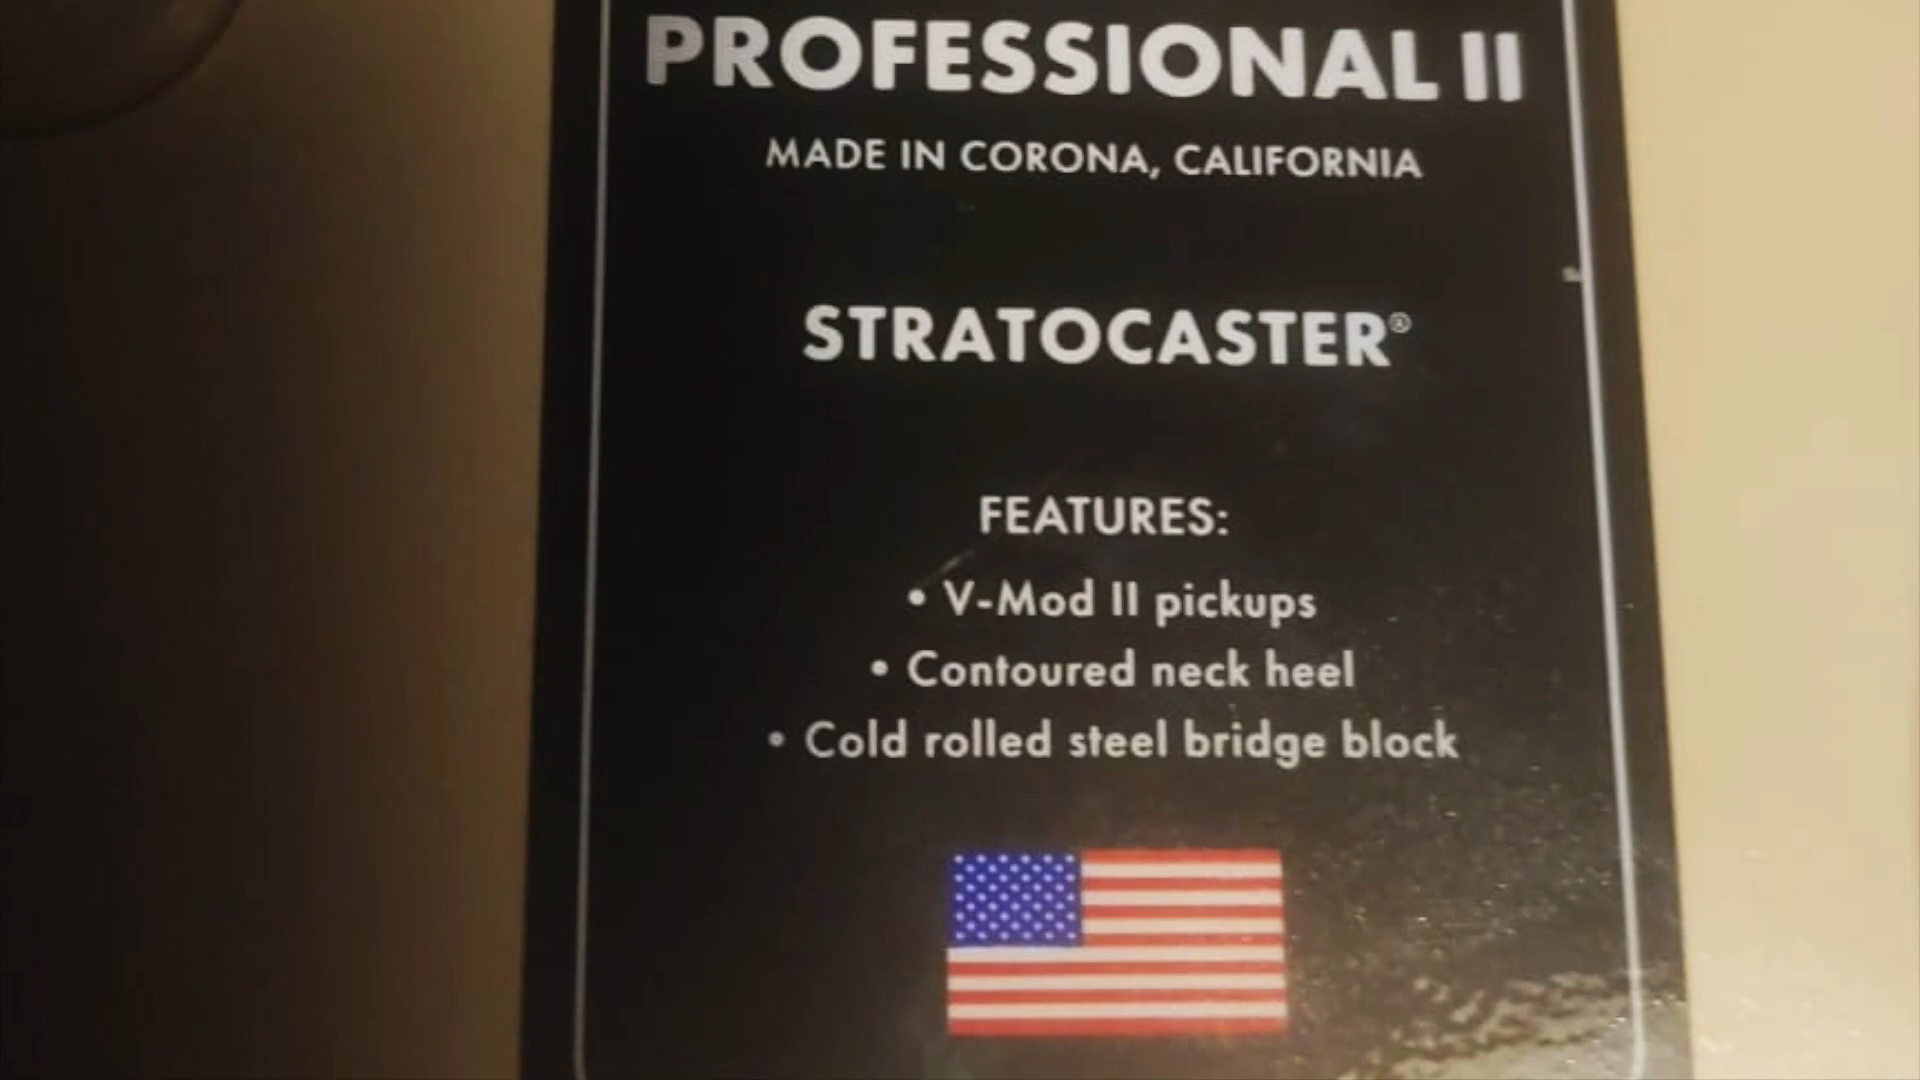 PROFESSIONAL II
MADE IN CORONA, CALIFORNIA
STRATOCASTER®
FEATURES:
• V-Mod II pickups
• Contoured neck heel
• Cold rolled steel bridge block